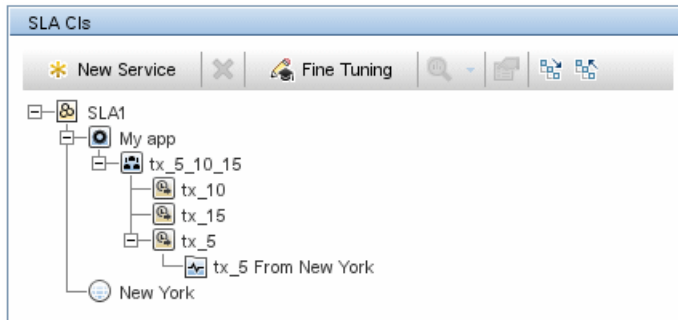 SLA CIs
New Service Fine Tuning
SLA1
My app
tx_5_10_15
tx_10
tx_15
tx_5
tx_5 From New York
New York